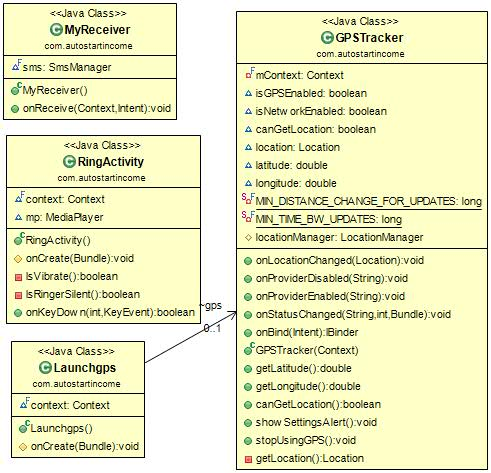 <<Java Class>>
MyReceiver
com.autostartincome
sms: SmsManager
MyReceiver()
onReceive(Context,Intent):void
<<Java Class>>
RingActivity
com.autostartincome
context: Context
mp: MediaPlayer
RingActivity()
onCreate(Bundle):void
IsVibrate():boolean
IsRingerSilent():boolean
onKeyDown(int,KeyEvent):boolean
<<Java Class>>
Launchgps
com.autostartincome
context: Context
Launchgps()
onCreate(Bundle):void
~gps
0..1
<<Java Class>>
GPSTracker
com.autostartincome
mContext: Context
isGPSEnabled: boolean
isNetworkEnabled: boolean
canGetLocation: boolean
location: Location
latitude: double
longitude: double
MIN_DISTANCE_CHANGE_FOR_UPDATES: long
MIN_TIME_BW_UPDATES: long
locationManager: LocationManager
onLocationChanged(Location):void
onProviderDisabled(String):void
onProviderEnabled(String):void
onStatusChanged(String,int,Bundle):void
onBind(Intent):IBinder
GPSTracker(Context)
getLatitude():double
getLongitude():double
canGetLocation():boolean
showSettingsAlert():void
stopUsingGPS():void
getLocation():Location